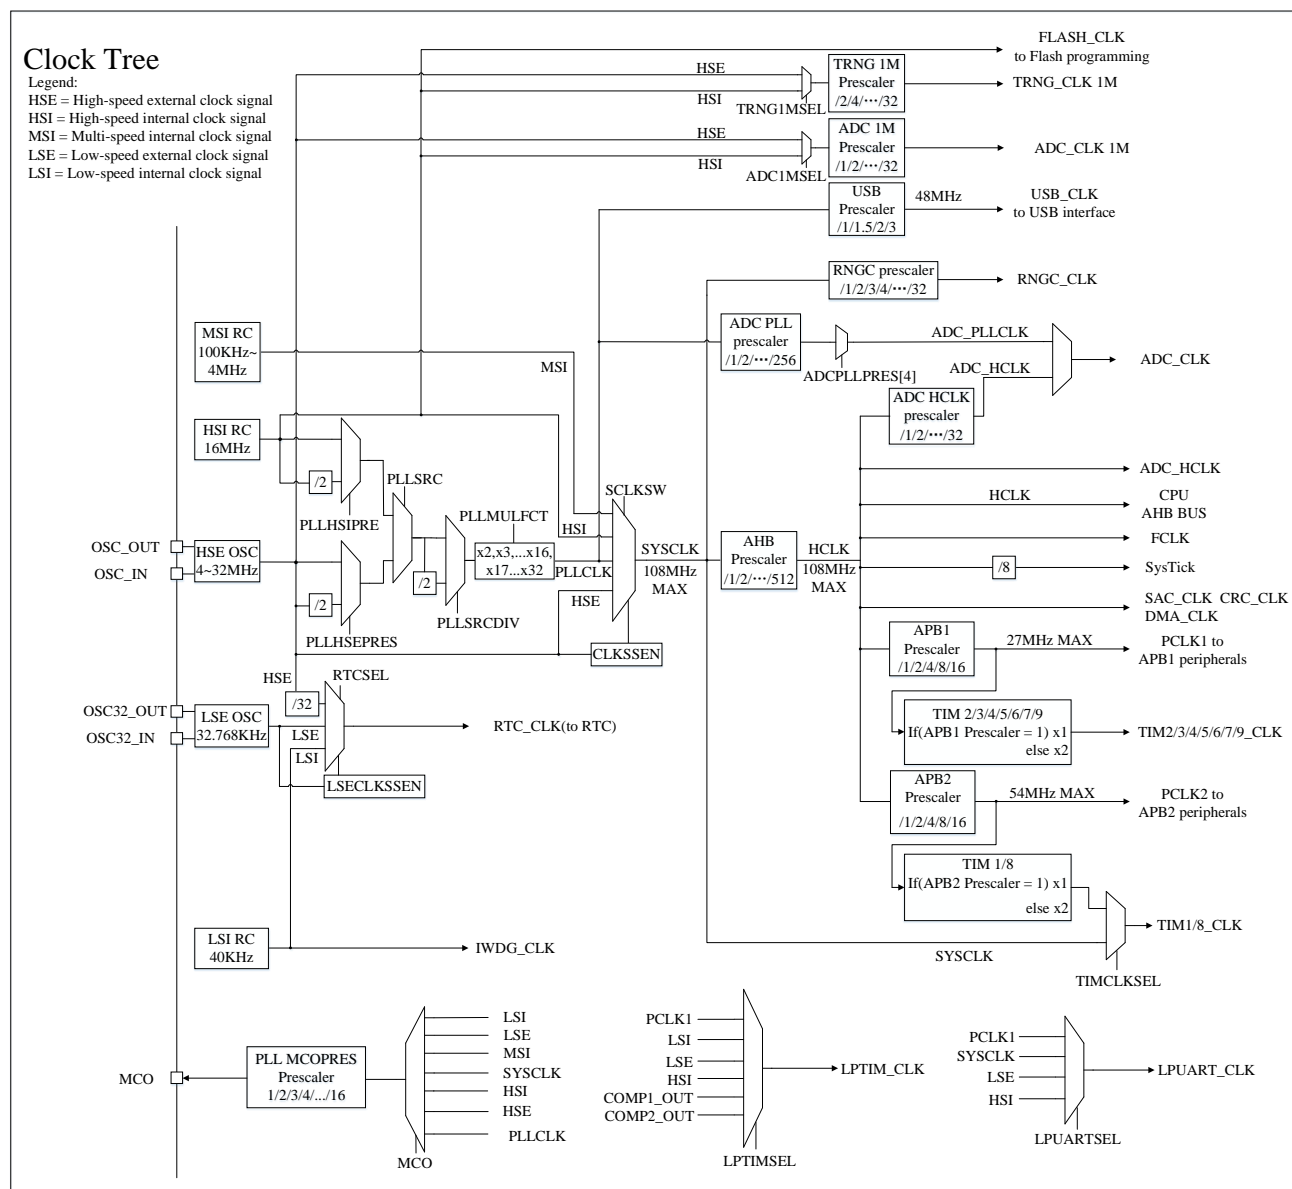 Clock Tree
Legend:
HSE = High-speed external clock signal
HSI = High-speed internal clock signal
MSI = Multi-speed internal clock signal
LSE = Low-speed external clock signal
LSI = Low-speed internal clock signal
FLASH_CLK
to Flash programming
HSE
HSI
TRNG1MSEL
TRNG 1M
Prescaler
/2/4/···/32
TRNG_CLK 1M
HSE
HSI
ADC1MSEL
ADC 1M
Prescaler
/1/2/···/32
ADC_CLK 1M
USB
Prescaler
/1/1.5/2/3
48MHz
USB_CLK
to USB interface
RNGC prescaler
/1/2/3/4/···/32
RNGC_CLK
MSI RC
100KHz~
4MHz
MSI
ADC PLL
prescaler
/1/2/···/256
ADCPLLPRES[4]
ADC_PLLCLK
ADC_HCLK
ADC_CLK
ADC HCLK
prescaler
/1/2/···/32
HSI RC
16MHz
/2
PLLHSIPRE
PLLSRC
PLLMULFCT
SCLKSW
HSI
ADC_HCLK
HCLK
CPU
AHB BUS
FCLK
OSC_OUT
OSC_IN
HSE OSC
4~32MHz
/2
PLLHSEPRES
/2
PLLSRCDIV
x2,x3,...x16,
x17...x32
PLLCLK
HSE
CLKSSEN
SYSCLK
108MHz
MAX
AHB
Prescaler
/1/2/···/512
HCLK
108MHz
MAX
/8
SysTick
SAC_CLK CRC_CLK
DMA_CLK
APB1
Prescaler
/1/2/4/8/16
27MHz MAX
PCLK1 to
APB1 peripherals
HSE
/32
RTCSEL
OSC32_OUT
OSC32_IN
LSE OSC
32.768KHz
LSE
LSI
RTC_CLK(to RTC)
LSECLKSSEN
TIM 2/3/4/5/6/7/9
If(APB1 Prescaler = 1) x1
else x2
TIM2/3/4/5/6/7/9_CLK
APB2
Prescaler
/1/2/4/8/16
54MHz MAX
PCLK2 to
APB2 peripherals
TIM 1/8
If(APB2 Prescaler = 1) x1
else x2
TIM1/8_CLK
SYSCLK
TIMCLKSEL
LSI RC
40KHz
IWDG_CLK
MCO
PLL MCOPRES
Prescaler
1/2/3/4/.../16
LSI
LSE
MSI
SYSCLK
HSI
HSE
PLLCLK
MCO
PCLK1
LSI
LSE
HSI
COMP1_OUT
COMP2_OUT
LPTIM_CLK
LPTIMSEL
PCLK1
SYSCLK
LSE
HSI
LPUART_CLK
LPUARTSEL